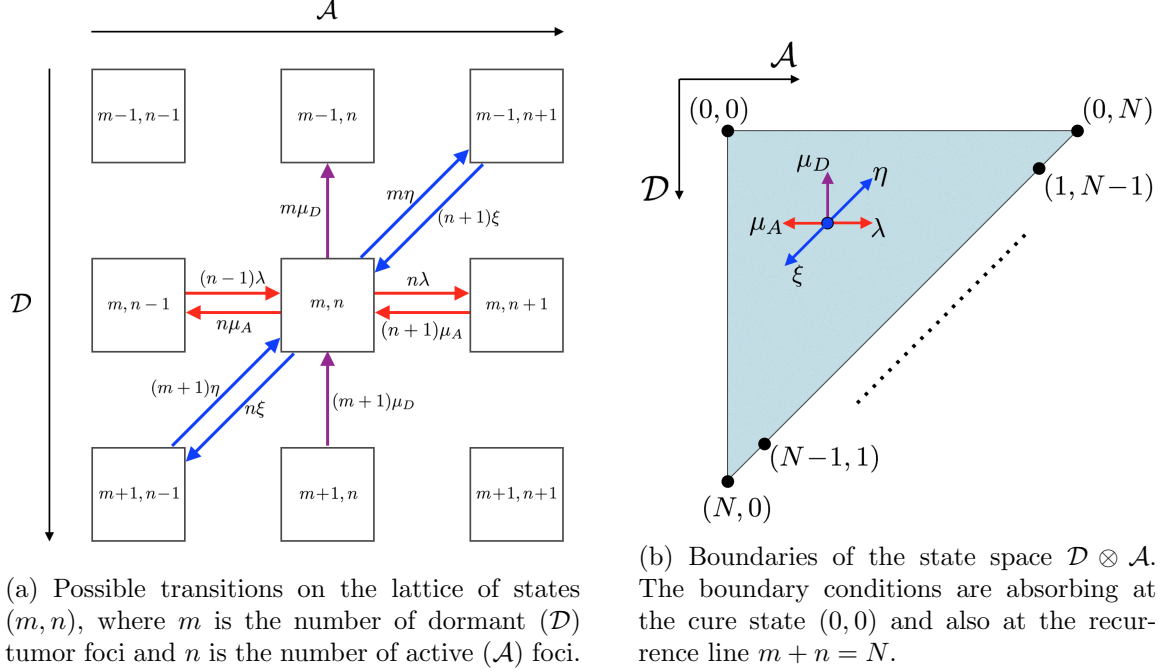 𝒜
𝒟
m−1, n−1
m−1, n
m−1, n+1
mμ_D
mη
(n+1)ξ
(n−1)λ
nλ
m, n−1
m, n
m, n+1
nμ_A
(n+1)μ_A
(m+1)η
nξ
(m+1)μ_D
m+1, n−1
m+1, n
m+1, n+1
(a) Possible transitions on the lattice of states
(m, n), where m is the number of dormant (𝒟)
tumor foci and n is the number of active (𝒜) foci.
𝒜
(0, 0)
(0, N)
𝒟
μ_D
η
(1, N−1)
μ_A
λ
ξ
(N−1, 1)
(N, 0)
(b) Boundaries of the state space 𝒟 ⊗ 𝒜.
The boundary conditions are absorbing at
the cure state (0, 0) and also at the recur-
rence line m + n = N.